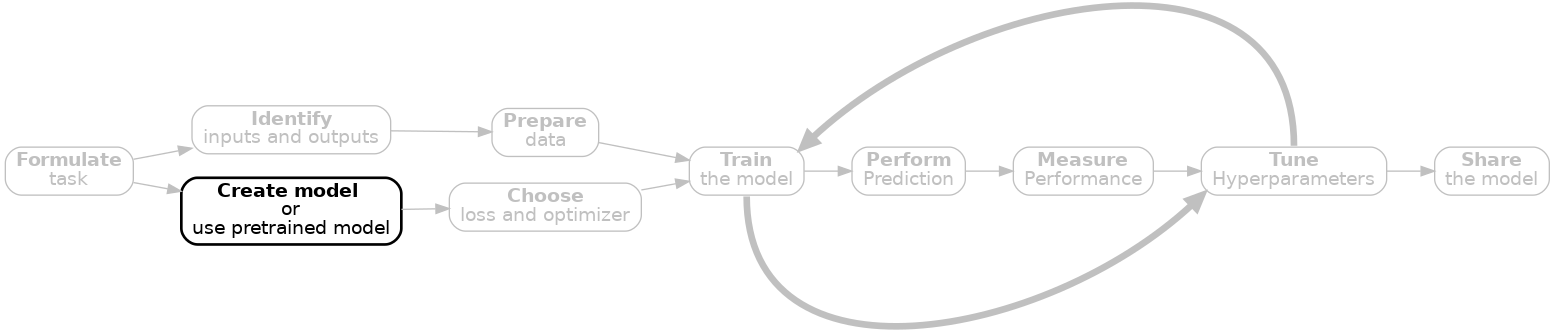 Formulate
task
Identify
inputs and outputs
Create model
or
use pretrained model
Prepare
data
Choose
loss and optimizer
Train
the model
Perform
Prediction
Measure
Performance
Tune
Hyperparameters
Share
the model